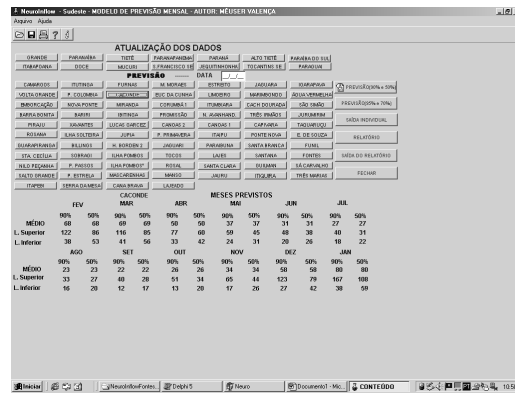 NeuroInflow - Sudeste - MODELO DE PREVISÃO MENSAL - AUTOR: MÊUSER VALENÇA
Arquivo Ajuda
ATUALIZAÇÃO DOS DADOS
GRANDE PARANAÍBA TIETÊ PARANAPANEMA PARANÁ ALTO TIETÊ PARAÍBA DO SUL
ITABAPOANA DOCE MUCURI S.FRANCISCO SE JEQUITINHONHA TOCANTINS SE PARAGUAI
PREVISÃO ----- DATA _/_/_
CAMARGOS ITUTINGA FURNAS M. MORAES ESTREITO JAGUARA IGARAPAVA PREVISÃO(90% e 50%)
VOLTA GRANDE P. COLOMBIA CACONDE EUC DA CUNHA LIMOEIRO MARIMBONDO ÁGUA VERMELHA
EMBORCAÇÃO NOVA PONTE MIRANDA CORUMBÁ 1 ITUMBIARA CACH DOURADA SÃO SIMÃO PREVISÃO(95% e 70%)
BARRA BONITA BARIRI IBITINGA PROMISSÃO N. AVANHAND. TRÊS IRMÃOS JURUMIRIM
PIRAJU XAVANTES LUCAS GARCEZ CANOAS 2 CANOAS 1 CAPIVARA TAQUARUÇU SAÍDA INDIVIDUAL
ROSANA ILHA SOLTEIRA JUPIA P. PRIMAVERA ITAIPU PONTE NOVA E. DE SOUZA
GUARAPIRANGA BILLINGS H. BORDEN 2 JAGUARI PARAIBUNA SANTA BRANCA FUNIL RELATÓRIO
STA. CECÍLIA SOBRAGI ILHA POMBOS TOCOS LAJES SANTANA FONTES SAÍDA DO RELATÓRIO
NILO PEÇANHA P. PASSOS ILHA POMBOS* ROSAL SANTA CLARA GUILMAN SÁ CARVALHO
SALTO GRANDE P. ESTRELA MASCARENHAS MANSO JAURU ITIQUIRA TRÊS MARIAS FECHAR
ITAPEBI SERRA DA MESA CANA BRAVA LAJEADO
CACONDE MESES PREVISTOS
FEV MAR ABR MAI JUN JUL
90% 50% 90% 50% 90% 50% 90% 50% 90% 50% 90% 50%
MÉDIO 68 68 69 69 50 50 37 37 31 31 27 27
L. Superior 122 86 116 85 77 60 59 45 48 38 40 31
L. Inferior 38 53 41 56 33 42 24 31 20 26 18 22
AGO SET OUT NOV DEZ JAN
90% 50% 90% 50% 90% 50% 90% 50% 90% 50% 90% 50%
MÉDIO 23 23 22 22 26 26 34 34 58 58 80 80
L. Superior 33 27 40 28 51 34 65 44 123 79 167 108
L. Inferior 16 20 12 17 13 20 17 26 27 42 38 59
Iniciar NeuroInflowFontes... Delphi 5 Neuro Documento1 - Mic... CONTEÚDO